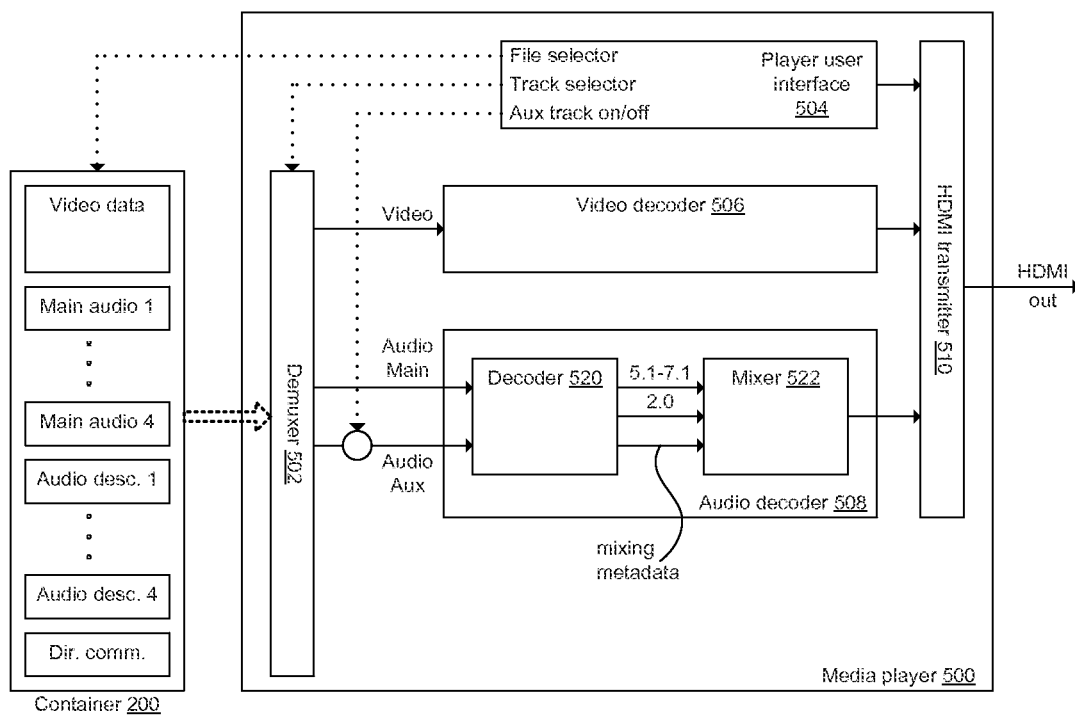 File selector
Track selector
Aux track on/off
Player user
interface
504
Video data
Main audio 1
Main audio 4
Audio desc. 1
Audio desc. 4
Dir. comm.
Container 200
Demuxer 502
Video
Video decoder 506
Audio
Main
Audio
Aux
Decoder 520
5.1-7.1
2.0
Mixer 522
Audio decoder 508
mixing
metadata
HDMI transmitter 510
HDMI
out
Media player 500